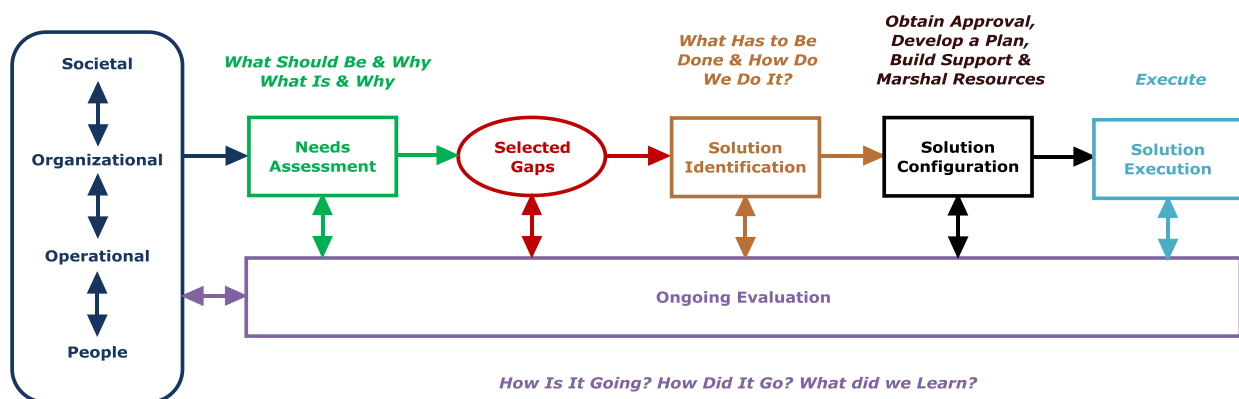 Societal
Organizational
Operational
People
What Should Be & Why
What Is & Why
Needs
Assessment
Selected
Gaps
What Has to Be
Done & How Do
We Do It?
Solution
Identification
Obtain Approval,
Develop a Plan,
Build Support &
Marshal Resources
Solution
Configuration
Execute
Solution
Execution
Ongoing Evaluation
How Is It Going? How Did It Go? What did we Learn?